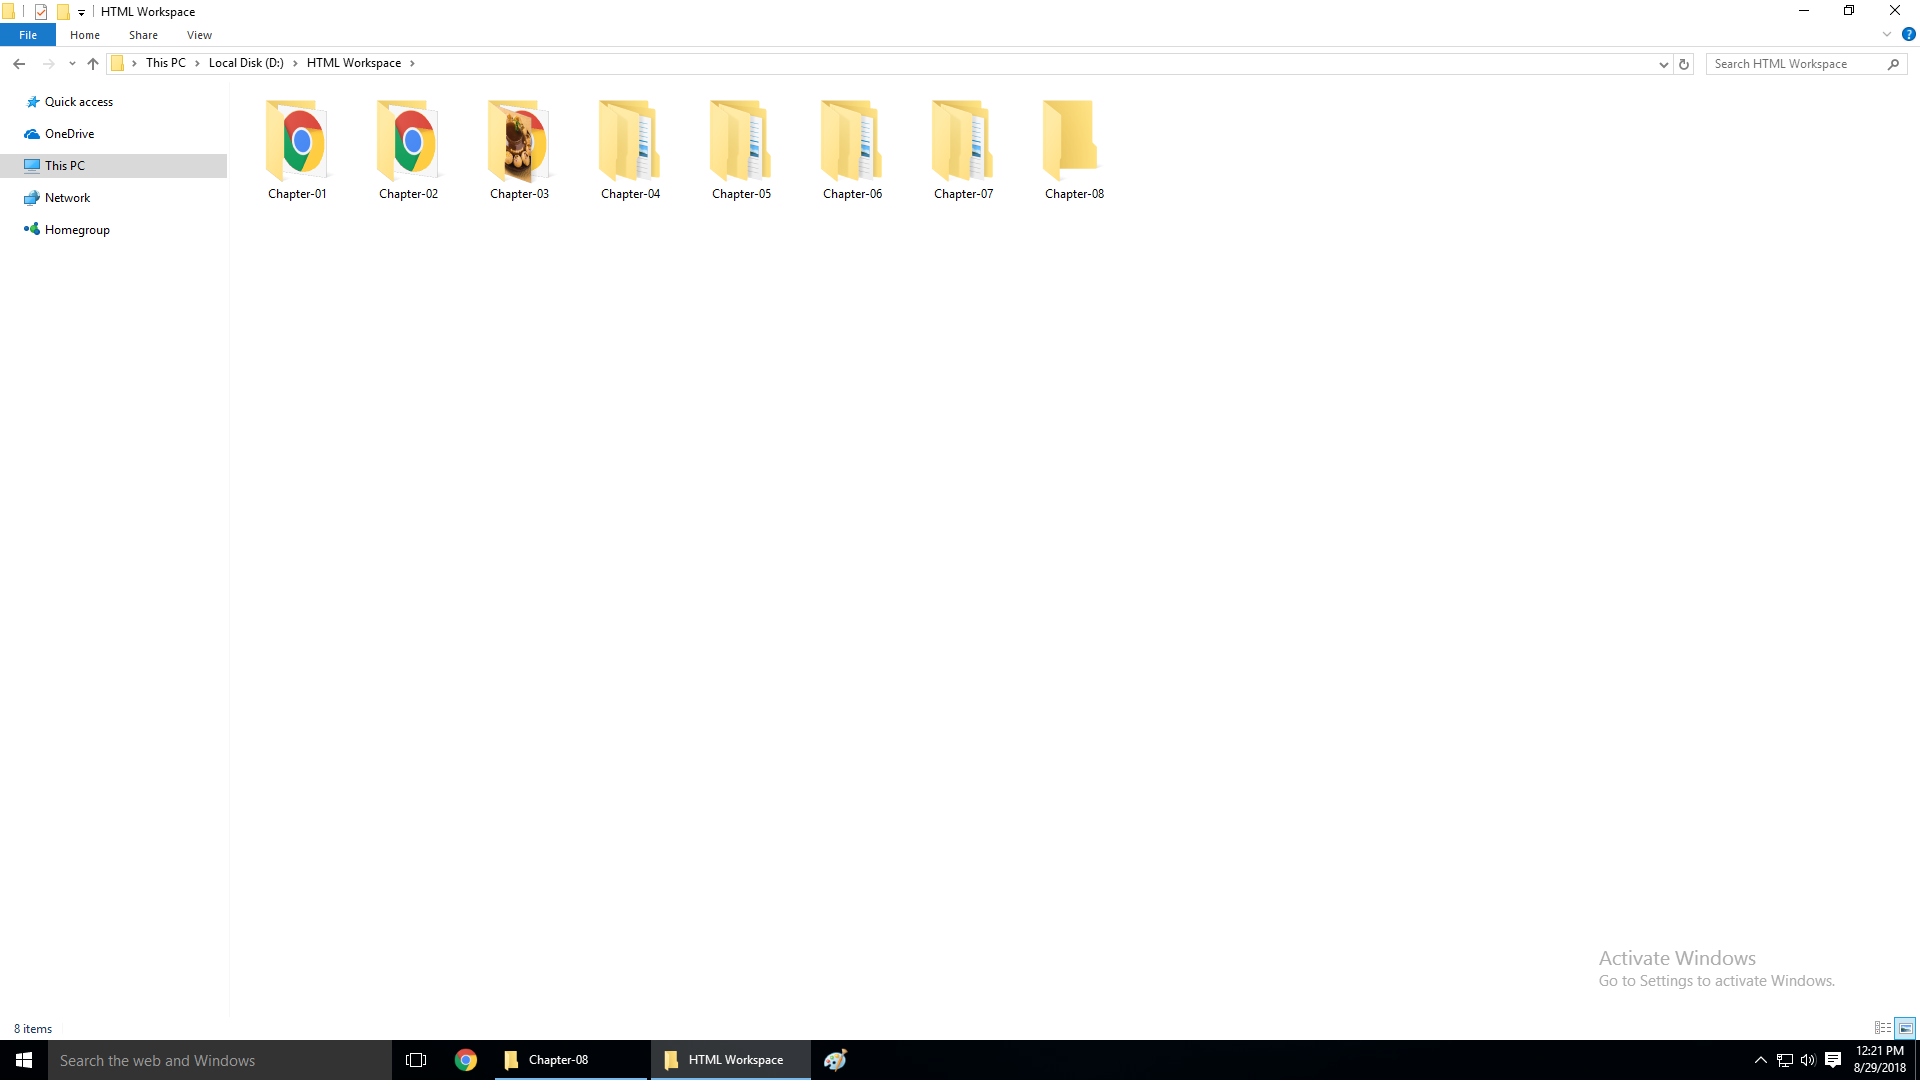 HTML Workspace
File Home Share View
This PC Local Disk (D:) HTML Workspace
Search HTML Workspace
Quick access
OneDrive
This PC
Network
Homegroup
Chapter-01 Chapter-02 Chapter-03 Chapter-04 Chapter-05 Chapter-06 Chapter-07 Chapter-08
Activate Windows
Go to Settings to activate Windows.
8 items
Search the web and Windows
Chapter-08
HTML Workspace
12:21 PM
8/29/2018